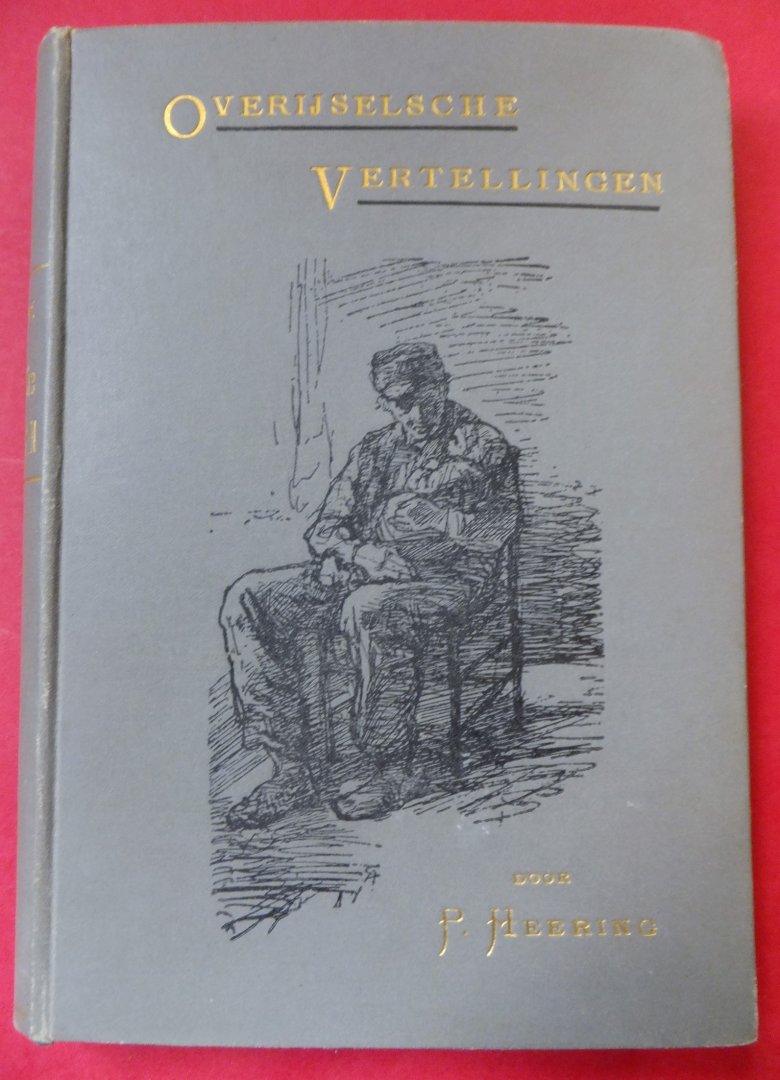 OVERIJSELSCHE
VERTELLINGEN
DOOR
P. HEERING